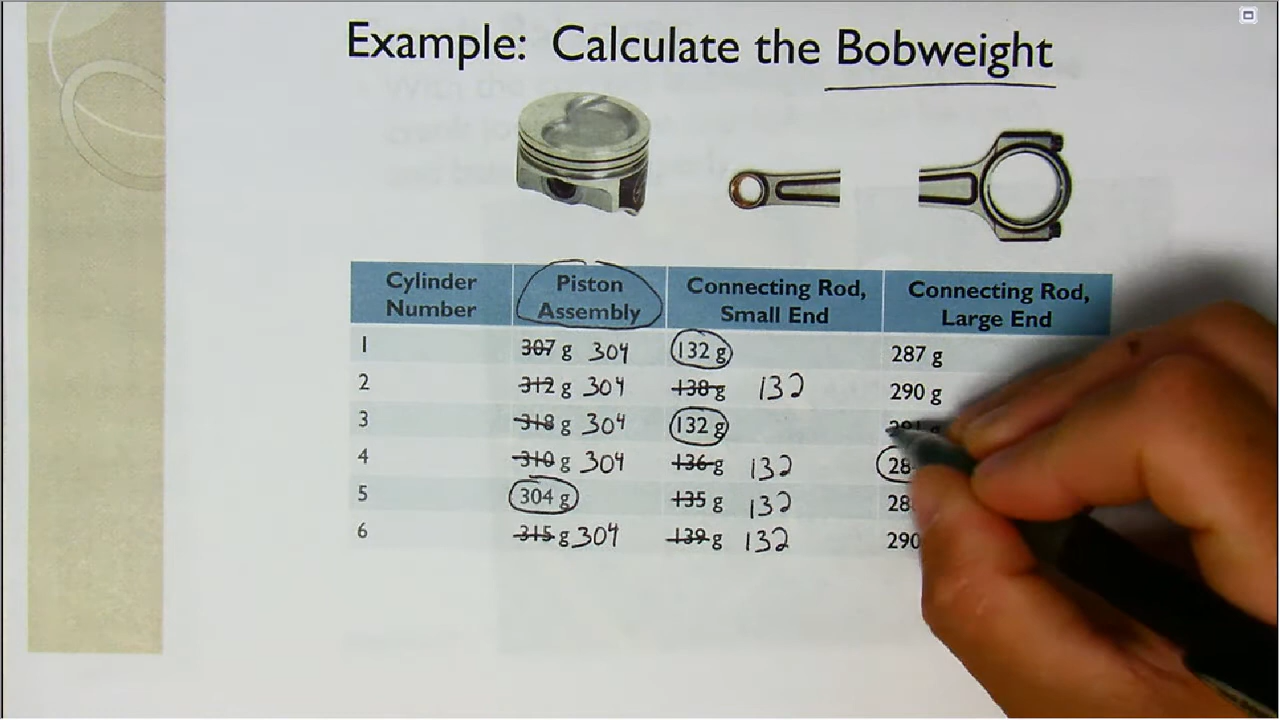 Example: Calculate the Bobweight
Cylinder Number
Piston Assembly
Connecting Rod, Small End
Connecting Rod, Large End
1 307 g 304 132 g 287 g
2 312 g 304 138 g 132 290 g
3 318 g 304 132 g
4 310 g 304 136 g 132
5 304 g 135 g 132
6 315 g 304 139 g 132 290